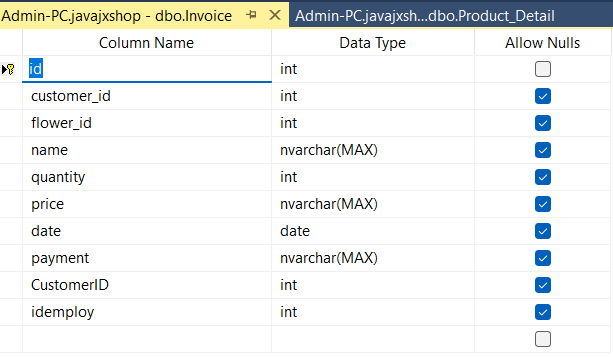 Admin-PC.javajxshop - dbo.Invoice Admin-PC.javajxsh...dbo.Product_Detail
Column Name Data Type Allow Nulls
id int
customer_id int
flower_id int
name nvarchar(MAX)
quantity int
price nvarchar(MAX)
date date
payment nvarchar(MAX)
CustomerID int
idemploy int